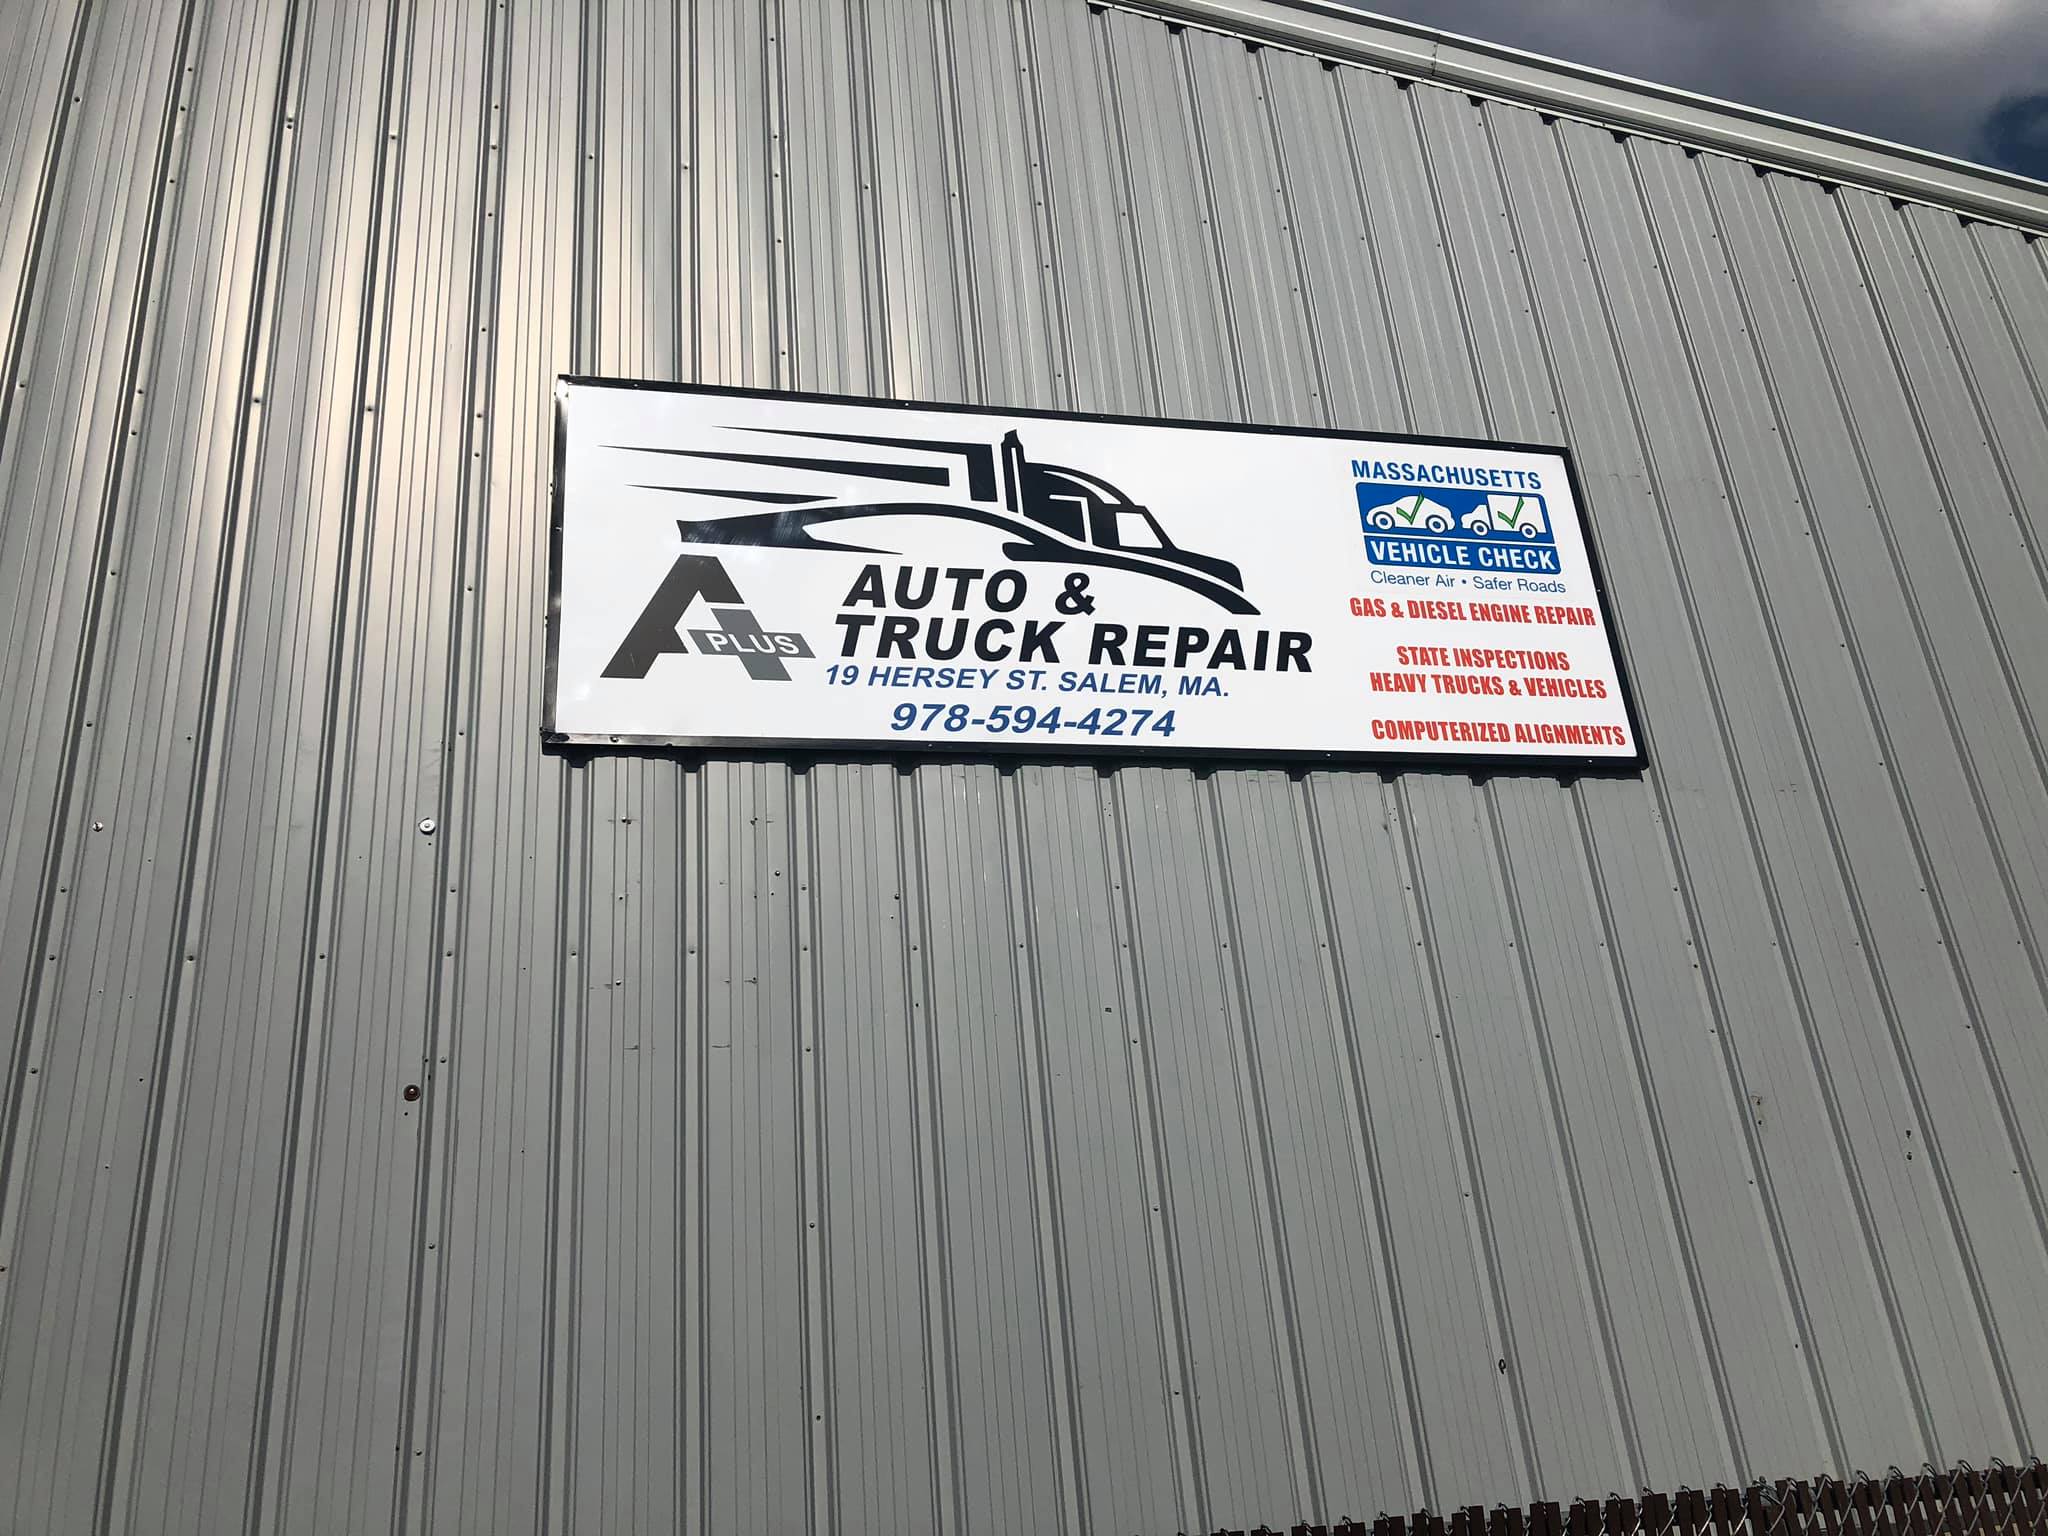 A PLUS
AUTO &
TRUCK REPAIR
19 HERSEY ST. SALEM, MA.
978-594-4274
MASSACHUSETTS
VEHICLE CHECK
Cleaner Air • Safer Roads
GAS & DIESEL ENGINE REPAIR
STATE INSPECTIONS
HEAVY TRUCKS & VEHICLES
COMPUTERIZED ALIGNMENTS